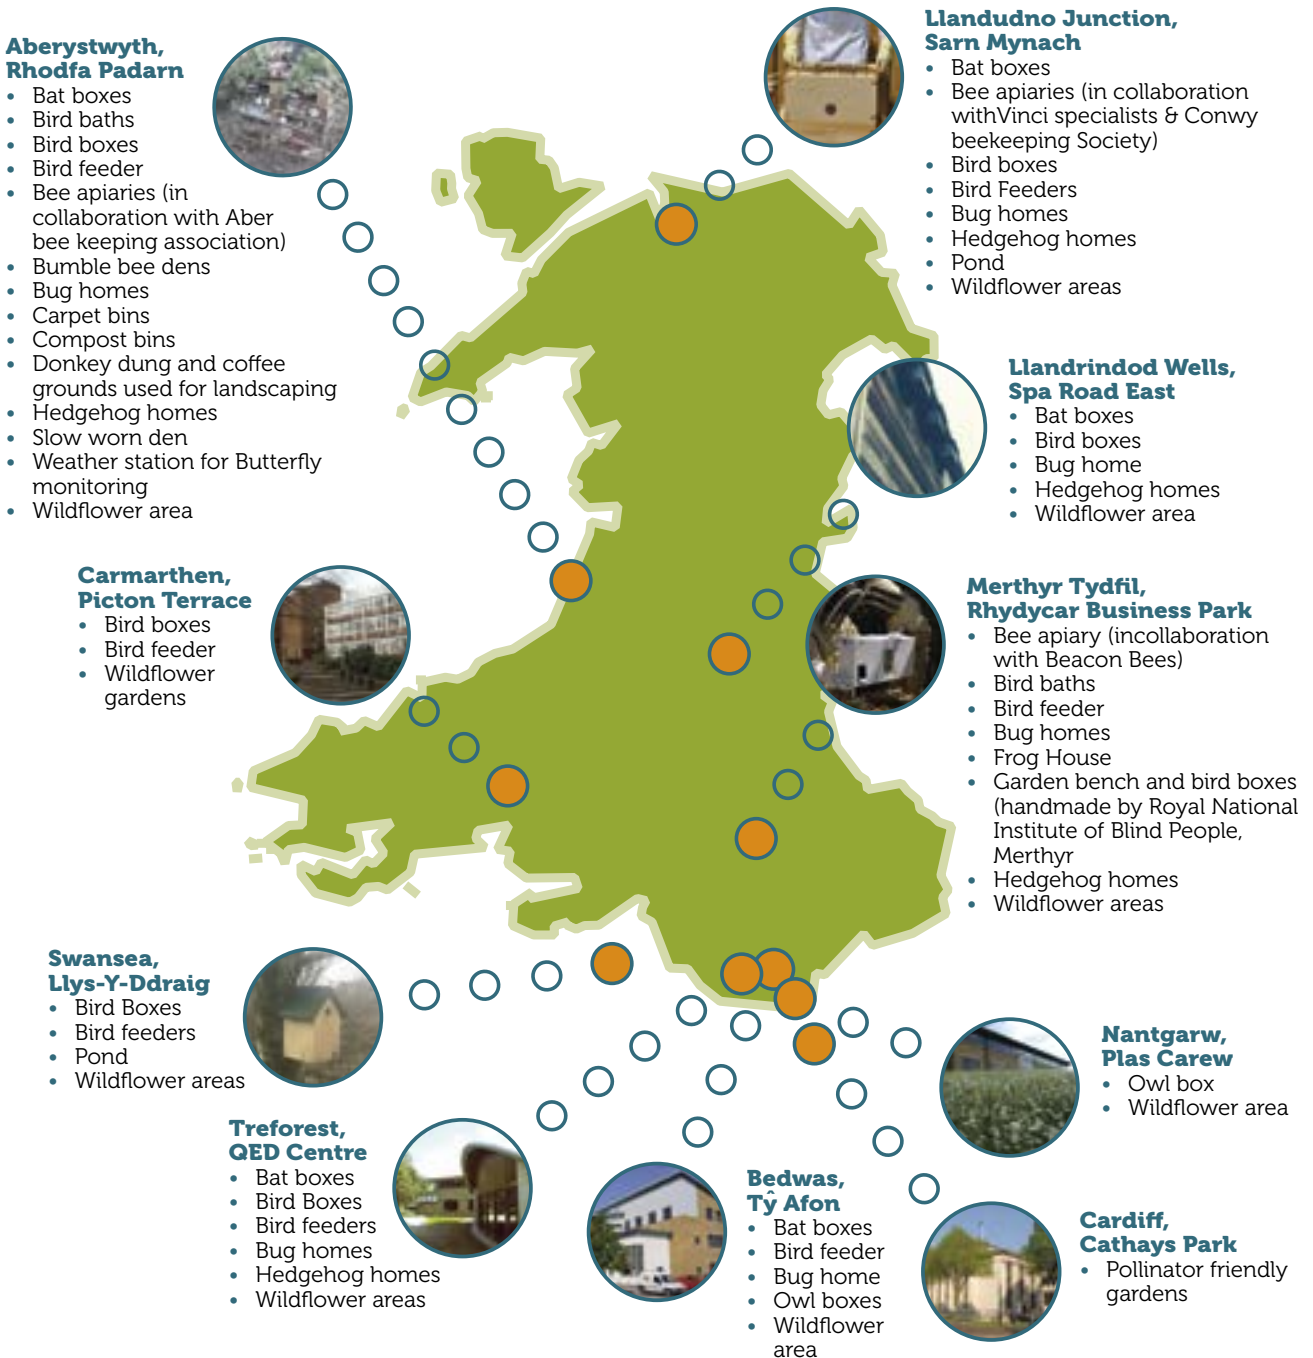 Aberystwyth,
Rhodfa Padarn
• Bat boxes
• Bird baths
• Bird boxes
• Bird feeder
• Bee apiaries (in
collaboration with Aber
bee keeping association)
• Bumble bee dens
• Bug homes
• Carpet bins
• Compost bins
• Donkey dung and coffee
grounds used for landscaping
• Hedgehog homes
• Slow worn den
• Weather station for Butterfly
monitoring
• Wildflower area
Llandudno Junction,
Sarn Mynach
• Bat boxes
• Bee apiaries (in collaboration
withVinci specialists & Conwy
beekeeping Society)
• Bird boxes
• Bird Feeders
• Bug homes
• Hedgehog homes
• Pond
• Wildflower areas
Llandrindod Wells,
Spa Road East
• Bat boxes
• Bird boxes
• Bug home
• Hedgehog homes
• Wildflower area
Carmarthen,
Picton Terrace
• Bird boxes
• Bird feeder
• Wildflower
gardens
Merthyr Tydfil,
Rhydycar Business Park
• Bee apiary (incollaboration
with Beacon Bees)
• Bird baths
• Bird feeder
• Bug homes
• Frog House
• Garden bench and bird boxes
(handmade by Royal National
Institute of Blind People,
Merthyr
• Hedgehog homes
• Wildflower areas
Swansea,
Llys-Y-Ddraig
• Bird Boxes
• Bird feeders
• Pond
• Wildflower areas
Treforest,
QED Centre
• Bat boxes
• Bird Boxes
• Bird feeders
• Bug homes
• Hedgehog homes
• Wildflower areas
Bedwas,
Tŷ Afon
• Bat boxes
• Bird feeder
• Bug home
• Owl boxes
• Wildflower
area
Nantgarw,
Plas Carew
• Owl box
• Wildflower area
Cardiff,
Cathays Park
• Pollinator friendly
gardens